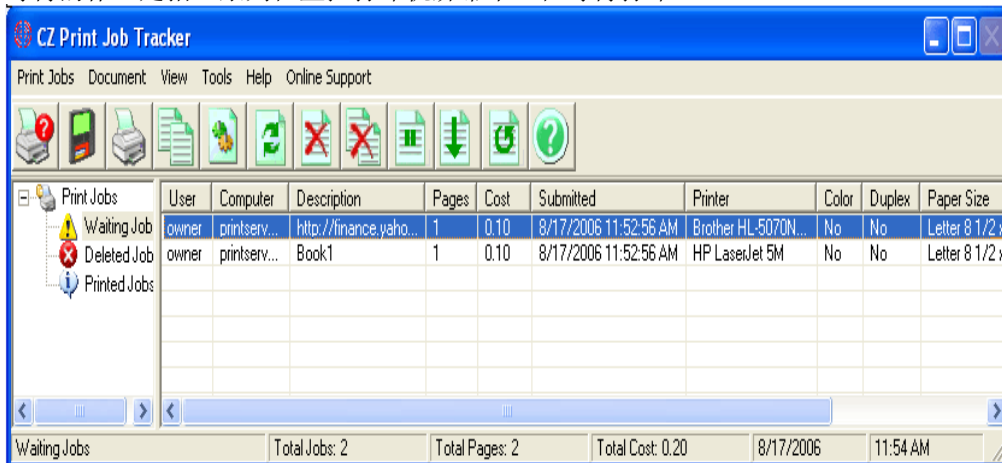 CZ Print Job Tracker
Print Jobs Document View Tools Help Online Support
Print Jobs
Waiting Job
Deleted Job
Printed Jobs
User Computer Description Pages Cost Submitted Printer Color Duplex Paper Size
owner printserv... http://finance.yaho... 1 0.10 8/17/2006 11:52:56 AM Brother HL-5070N... No No Letter 8 1/2 x
owner printserv... Book1 1 0.10 8/17/2006 11:52:56 AM HP LaserJet 5M No No Letter 8 1/2 x
Waiting Jobs Total Jobs: 2 Total Pages: 2 Total Cost: 0.20 8/17/2006 11:54 AM